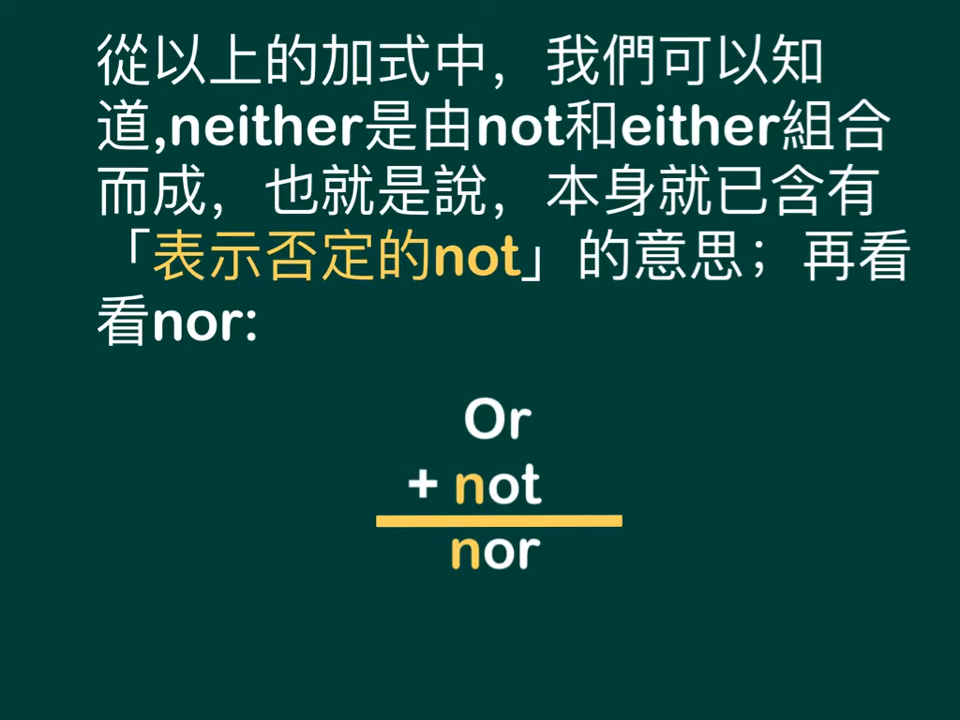 從以上的加式中，我們可以知
道,neither是由not和either組合
而成，也就是說，本身就已含有
「表示否定的not」的意思；再看
看nor:
Or
+ not
nor